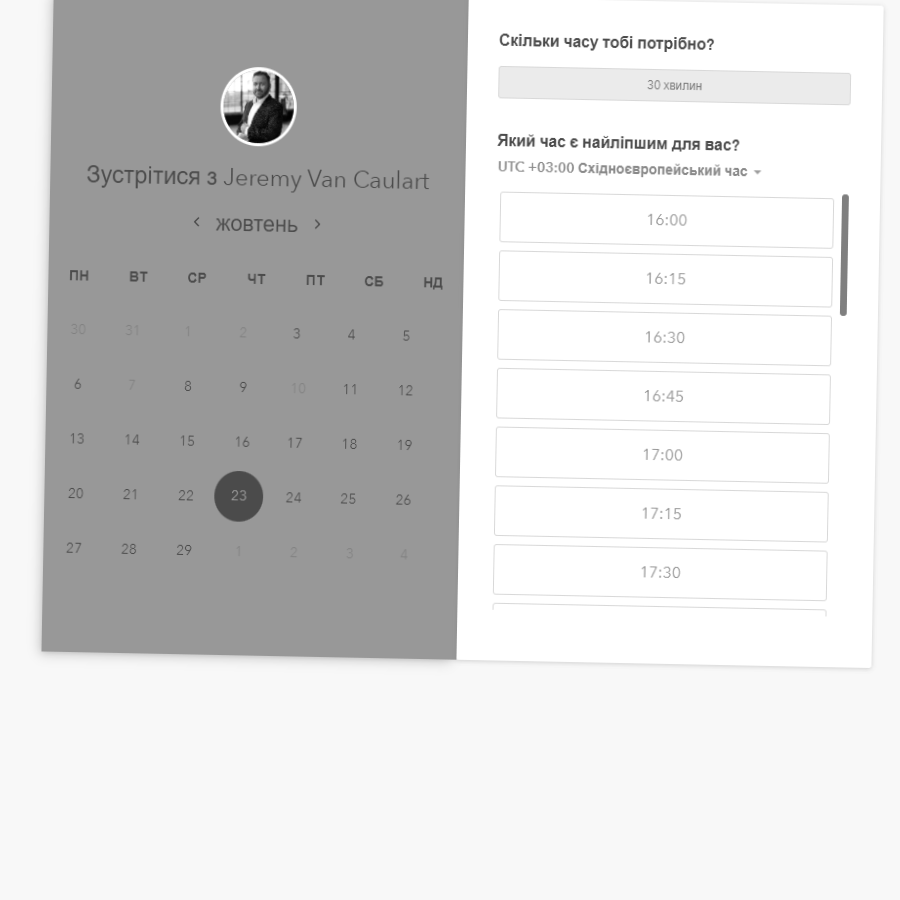 Зустрітися з Jeremy Van Caulart
жовтень
ПН ВТ СР ЧТ ПТ СБ НД
30 31 1 2 3 4 5
6 7 8 9 10 11 12
13 14 15 16 17 18 19
20 21 22 23 24 25 26
27 28 29 1 2 3 4
Скільки часу тобі потрібно?
30 хвилин
Який час є найліпшим для вас?
UTC +03:00 Східноєвропейський час
16:00
16:15
16:30
16:45
17:00
17:15
17:30